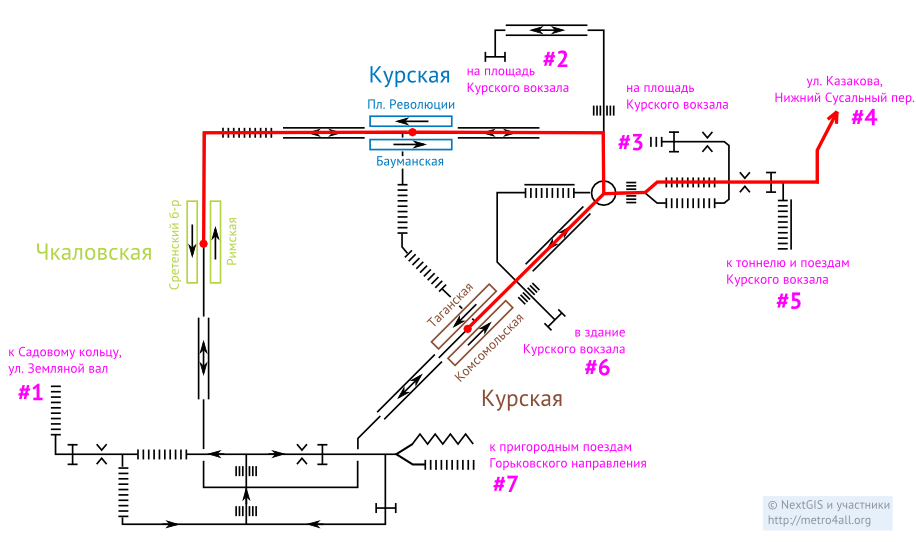 на площадь
Курского вокзала
#2
на площадь
Курского вокзала
#3
ул. Казакова,
Нижний Сусальный пер.
#4
Курская
Пл. Революции
Бауманская
Чкаловская
Сретенский б-р
Римская
к тоннелю и поездам
Курского вокзала
#5
Таганская
Комсомольская
Курская
в здание
Курского вокзала
#6
к Садовому кольцу,
ул. Земляной вал
#1
к пригородным поездам
Горьковского направления
#7
© NextGIS и участники
http://metro4all.org